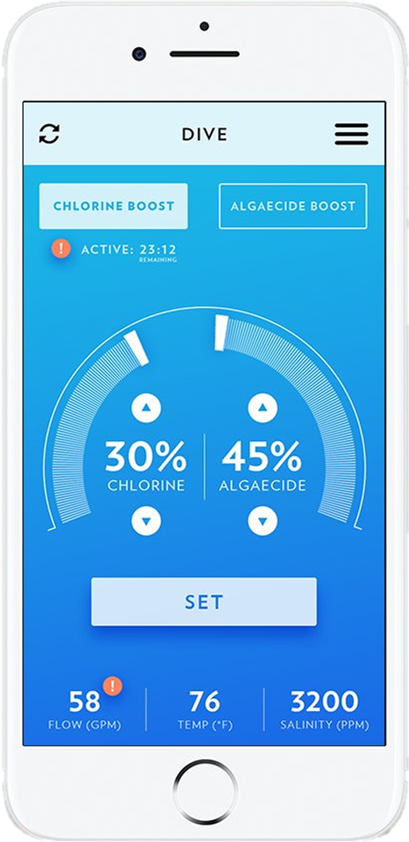 DIVE
CHLORINE BOOST
ALGAECIDE BOOST
! ACTIVE: 23:12
REMAINING
30%
CHLORINE
45%
ALGAECIDE
SET
58 !
FLOW (GPM)
76
TEMP (°F)
3200
SALINITY (PPM)